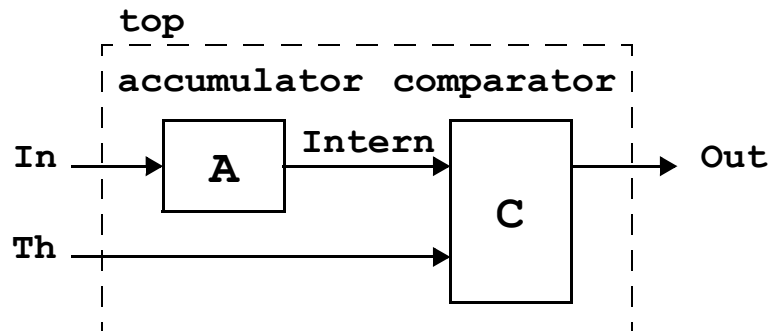 top
accumulator comparator
In
A
Intern
C
Out
Th